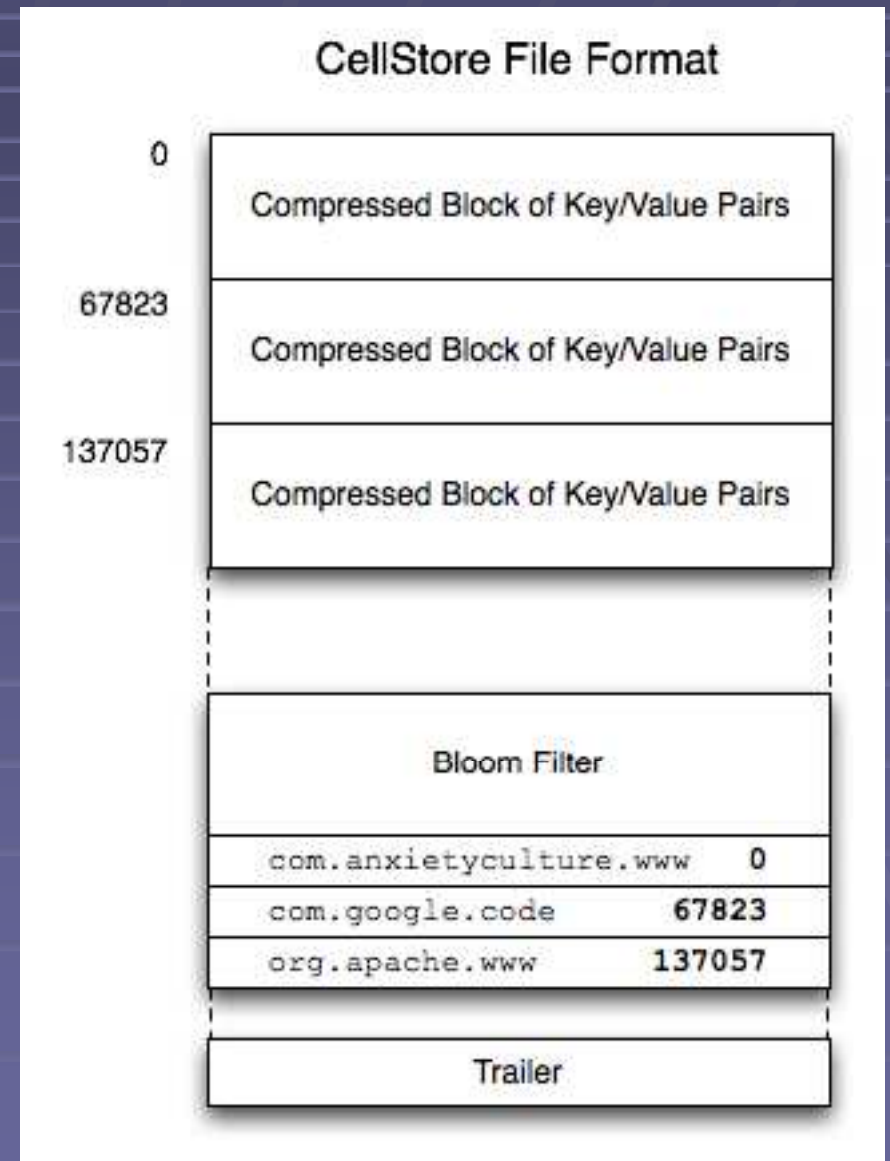 CellStore File Format
0
Compressed Block of Key/Value Pairs
67823
Compressed Block of Key/Value Pairs
137057
Compressed Block of Key/Value Pairs
Bloom Filter
com.anxietyculture.www 0
com.google.code 67823
org.apache.www 137057
Trailer